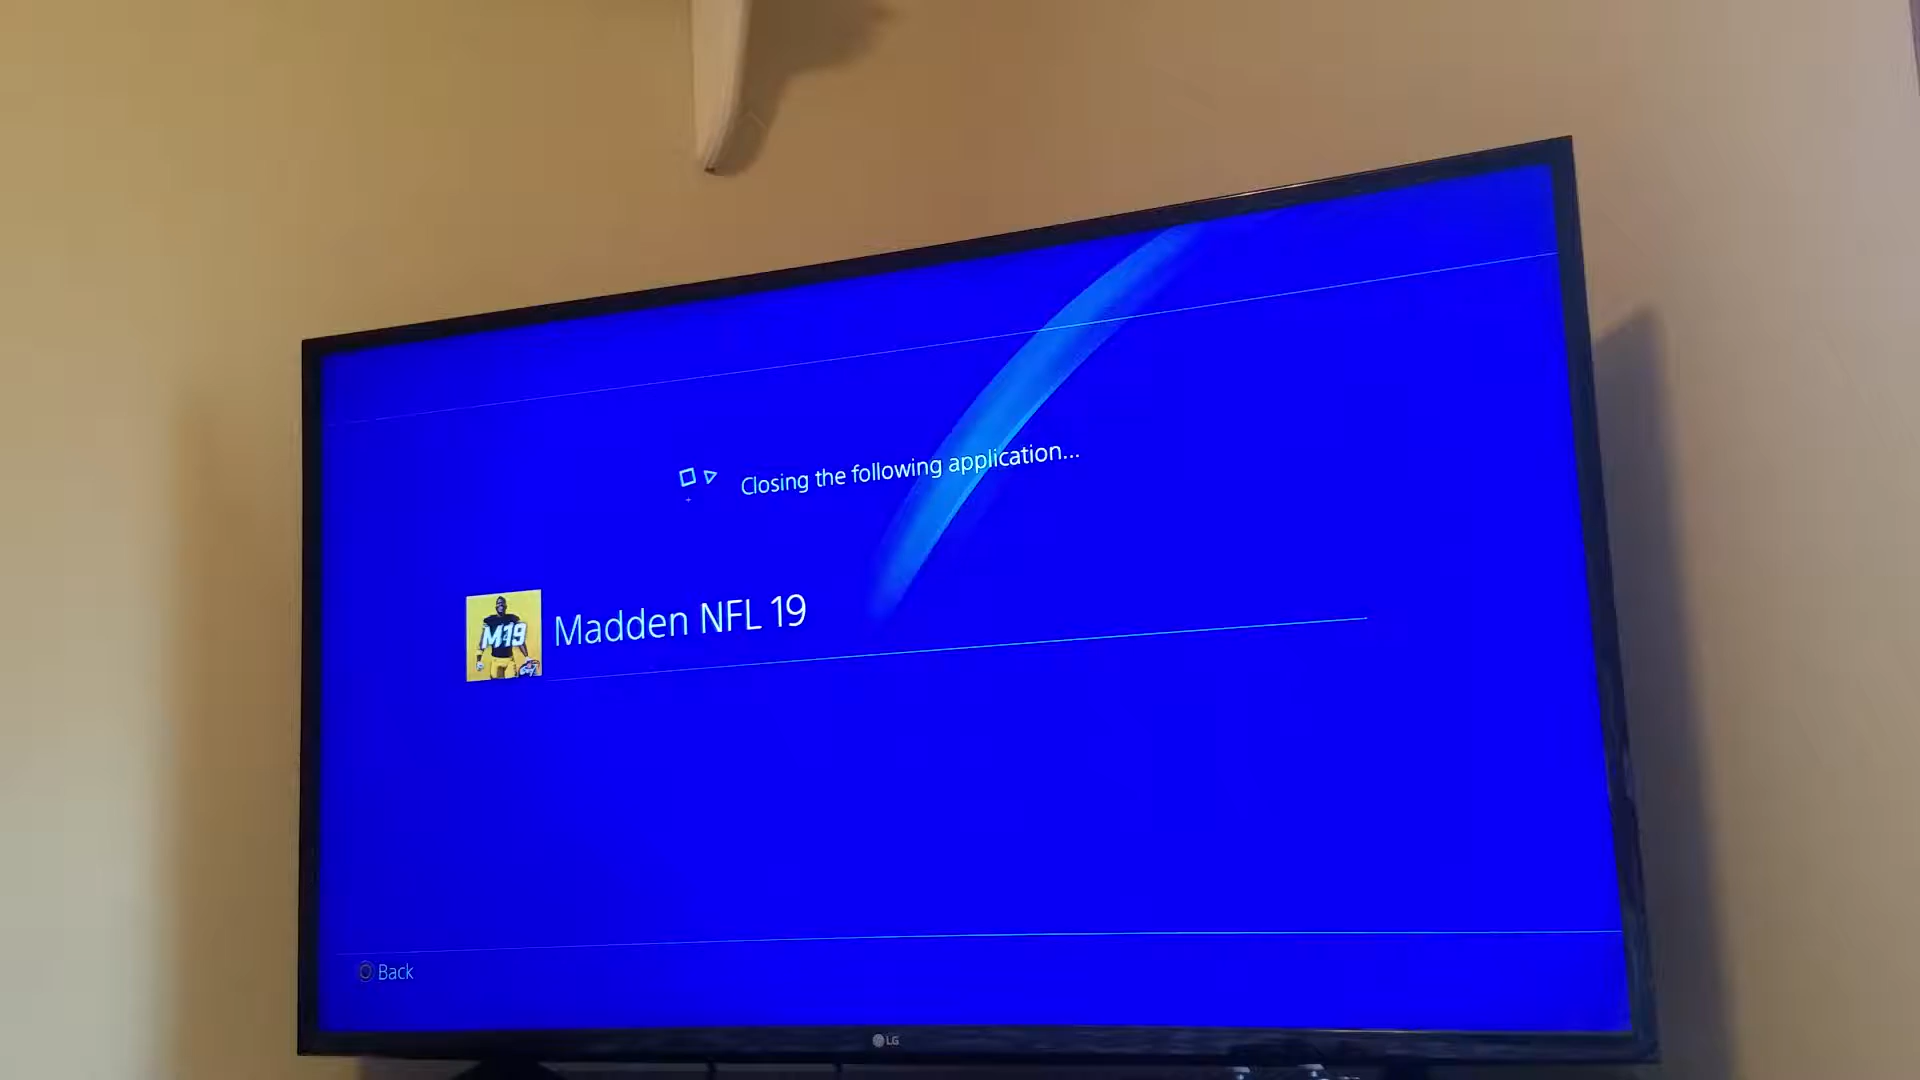 Closing the following application...
M19
Madden NFL 19
Back
LG